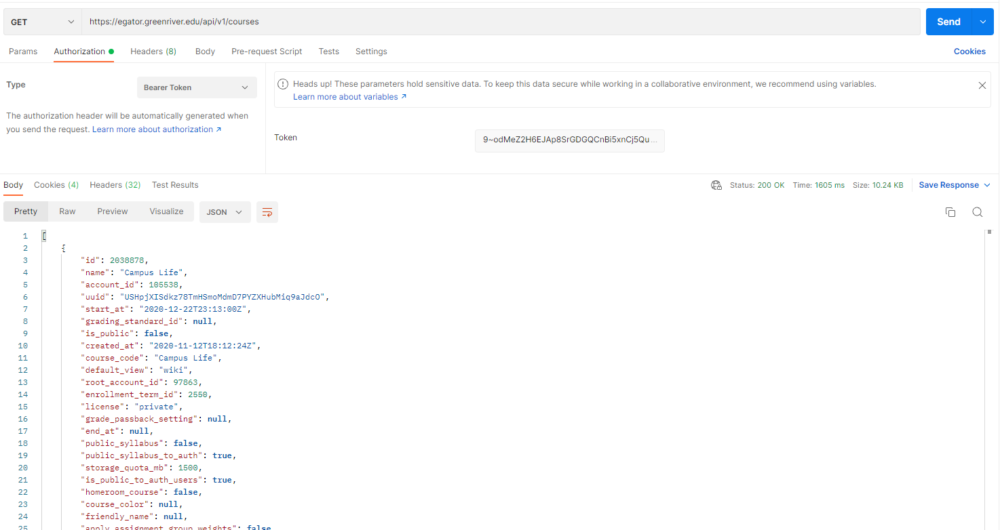 GET https://egator.greenriver.edu/api/v1/courses Send
Params Authorization Headers (8) Body Pre-request Script Tests Settings Cookies
Type Bearer Token
The authorization header will be automatically generated when
you send the request. Learn more about authorization ↗
Heads up! These parameters hold sensitive data. To keep this data secure while working in a collaborative environment, we recommend using variables.
Learn more about variables ↗
Token 9~odMeZ2H6EJAp8SrGDGQCnBi5xnCj5Qu...
Body Cookies (4) Headers (32) Test Results Status: 200 OK Time: 1605 ms Size: 10.24 KB Save Response
Pretty Raw Preview Visualize JSON
1 [
2 {
3 "id": 2038878,
4 "name": "Campus Life",
5 "account_id": 105538,
6 "uuid": "USHpjXISdkz78TmHSmoMdmD7PYZXHubMiq9aJdcO",
7 "start_at": "2020-12-22T23:13:00Z",
8 "grading_standard_id": null,
9 "is_public": false,
10 "created_at": "2020-11-12T18:12:24Z",
11 "course_code": "Campus Life",
12 "default_view": "wiki",
13 "root_account_id": 97863,
14 "enrollment_term_id": 2550,
15 "license": "private",
16 "grade_passback_setting": null,
17 "end_at": null,
18 "public_syllabus": false,
19 "public_syllabus_to_auth": true,
20 "storage_quota_mb": 1500,
21 "is_public_to_auth_users": true,
22 "homeroom_course": false,
23 "course_color": null,
24 "friendly_name": null,
25 "apply_assignment_group_weights": false,